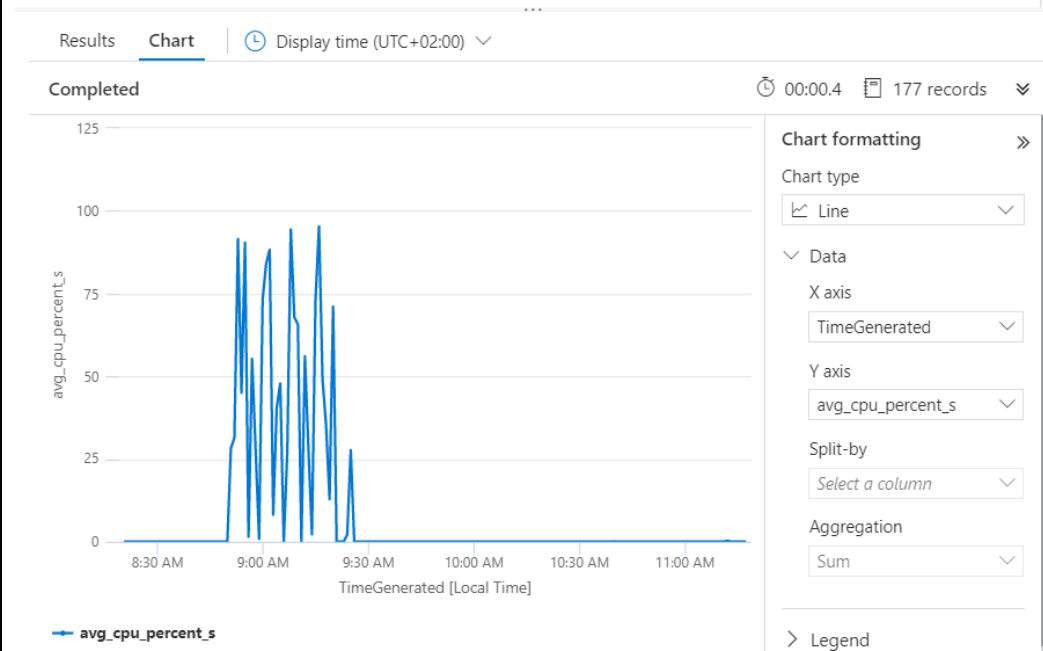 ...
Results Chart Display time (UTC+02:00)
Completed 00:00.4 177 records
125
100
75
50
25
0
avg_cpu_percent_s
8:30 AM 9:00 AM 9:30 AM 10:00 AM 10:30 AM 11:00 AM
TimeGenerated [Local Time]
avg_cpu_percent_s
Chart formatting
Chart type
Line
Data
X axis
TimeGenerated
Y axis
avg_cpu_percent_s
Split-by
Select a column
Aggregation
Sum
Legend